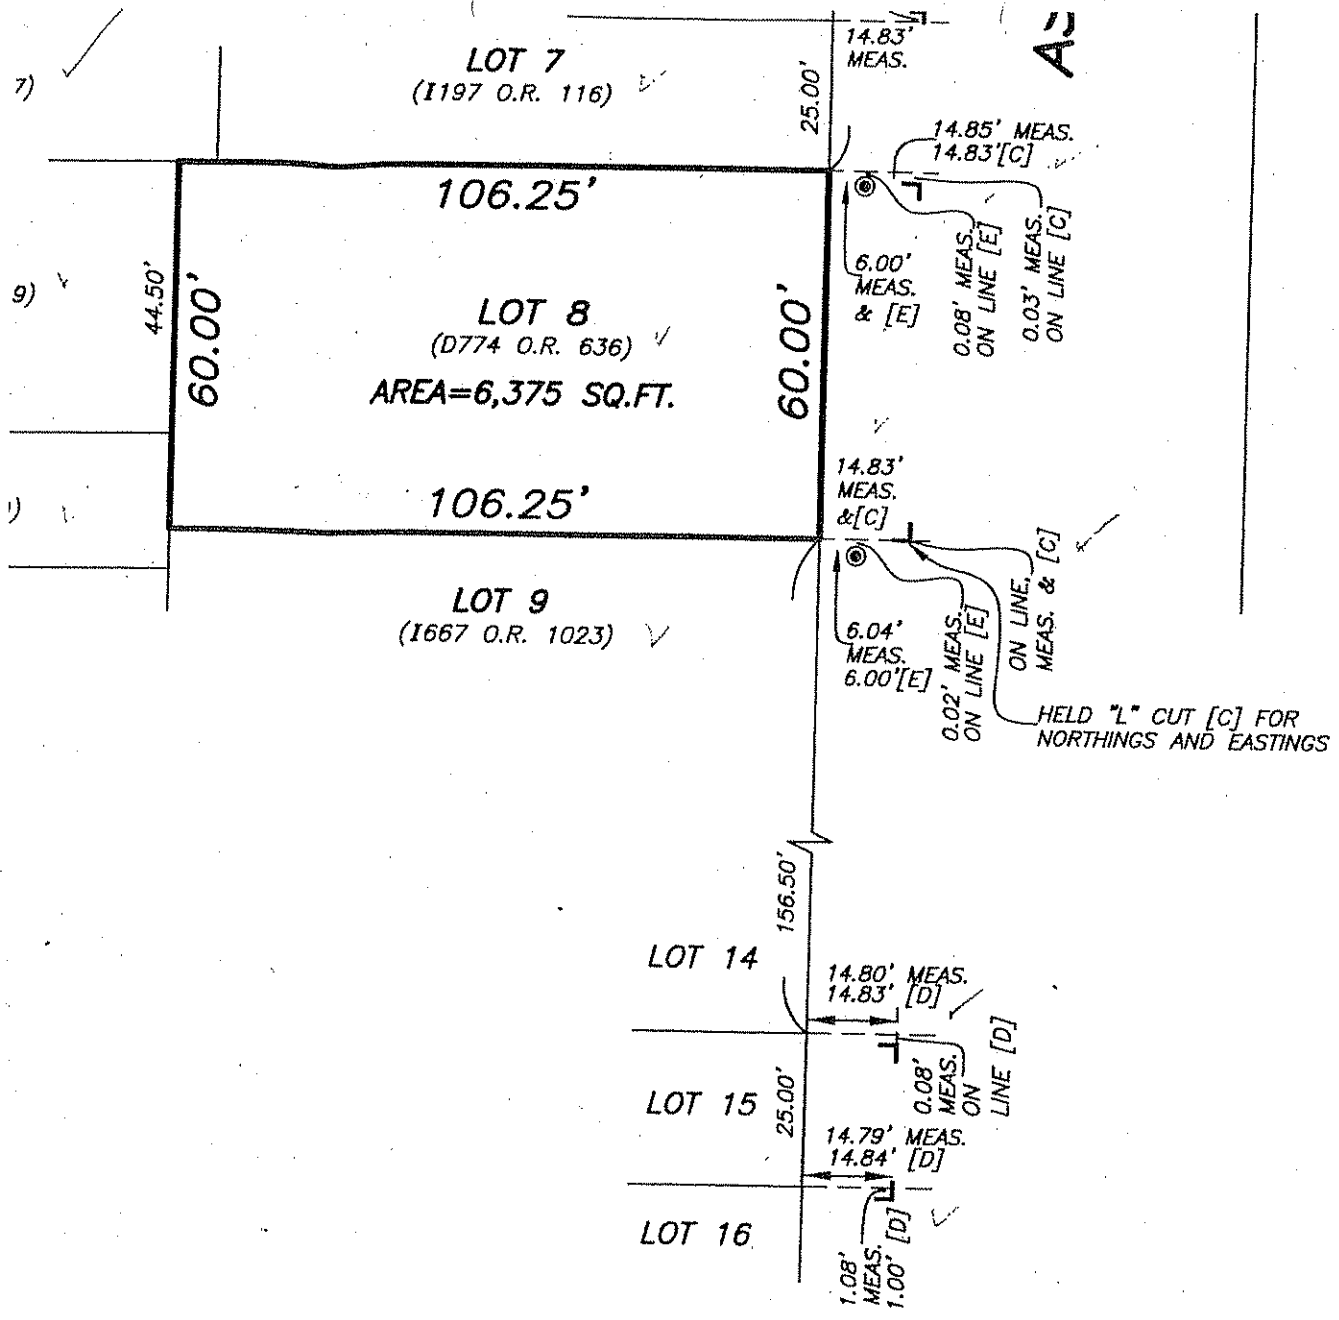 14.83'
MEAS.
LOT 7
(I197 O.R. 116)
7)
25.00'
14.85' MEAS.
14.83'[C]
106.25'
44.50'
60.00'
9)
LOT 8
(D774 O.R. 636)
AREA=6,375 SQ.FT.
60.00'
6.00'
MEAS.
& [E]
0.08' MEAS.
ON LINE [E]
0.03' MEAS.
ON LINE [C]
14.83'
MEAS.
&[C]
106.25'
)
LOT 9
(I667 O.R. 1023)
6.04'
MEAS.
6.00'[E]
0.02' MEAS.
ON LINE [E]
ON LINE,
MEAS. & [C]
HELD "L" CUT [C] FOR
NORTHINGS AND EASTINGS
156.50'
LOT 14
14.80' MEAS.
14.83' [D]
0.08'
MEAS.
ON
LINE [D]
LOT 15
25.00'
14.79' MEAS.
14.84' [D]
LOT 16
1.08'
MEAS.
1.00' [D]